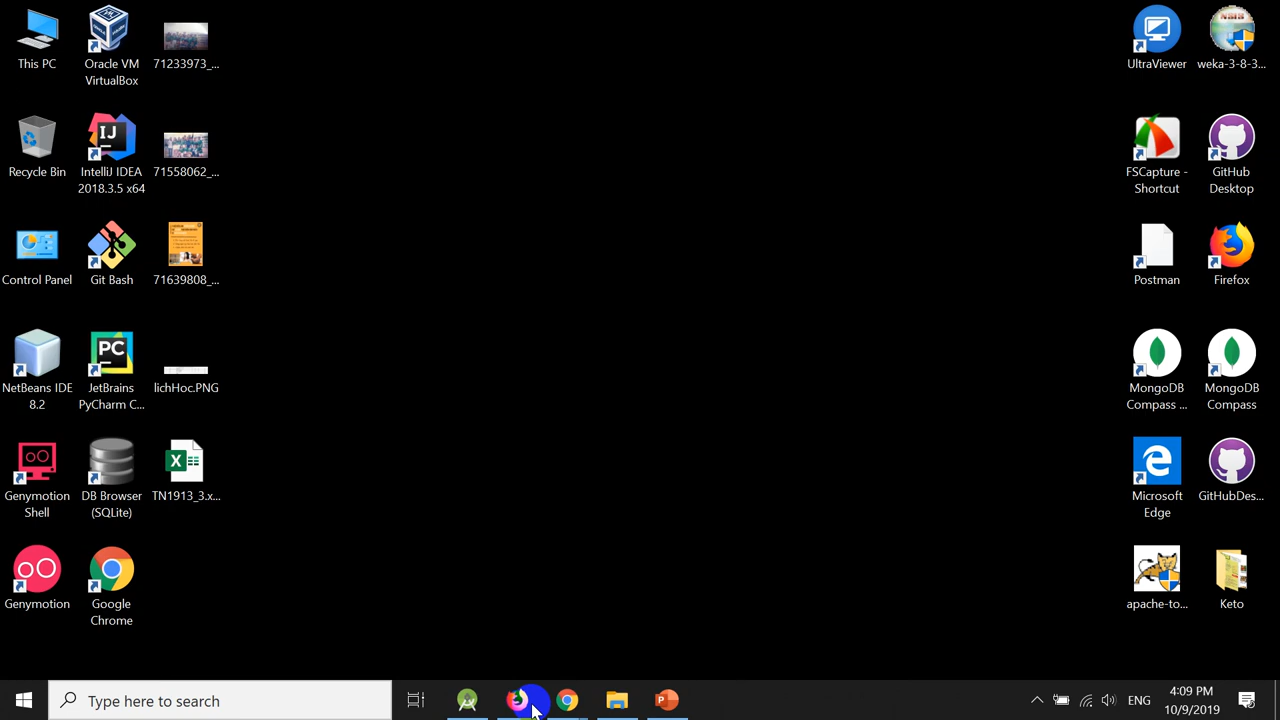 This PC
Oracle VM
VirtualBox
71233973_...
Recycle Bin
IJ
IntelliJ IDEA
2018.3.5 x64
71558062_...
Control Panel
Git Bash
71639808_...
NetBeans IDE
8.2
PC
JetBrains
PyCharm C...
lichHoc.PNG
Genymotion
Shell
DB Browser
(SQLite)
X
TN1913_3.x...
Genymotion
Google
Chrome
UltraViewer
weka-3-8-3...
FSCapture -
Shortcut
GitHub
Desktop
Postman
Firefox
MongoDB
Compass ...
MongoDB
Compass
Microsoft
Edge
GitHubDes...
apache-to...
Keto
Type here to search
ENG
4:09 PM
10/9/2019